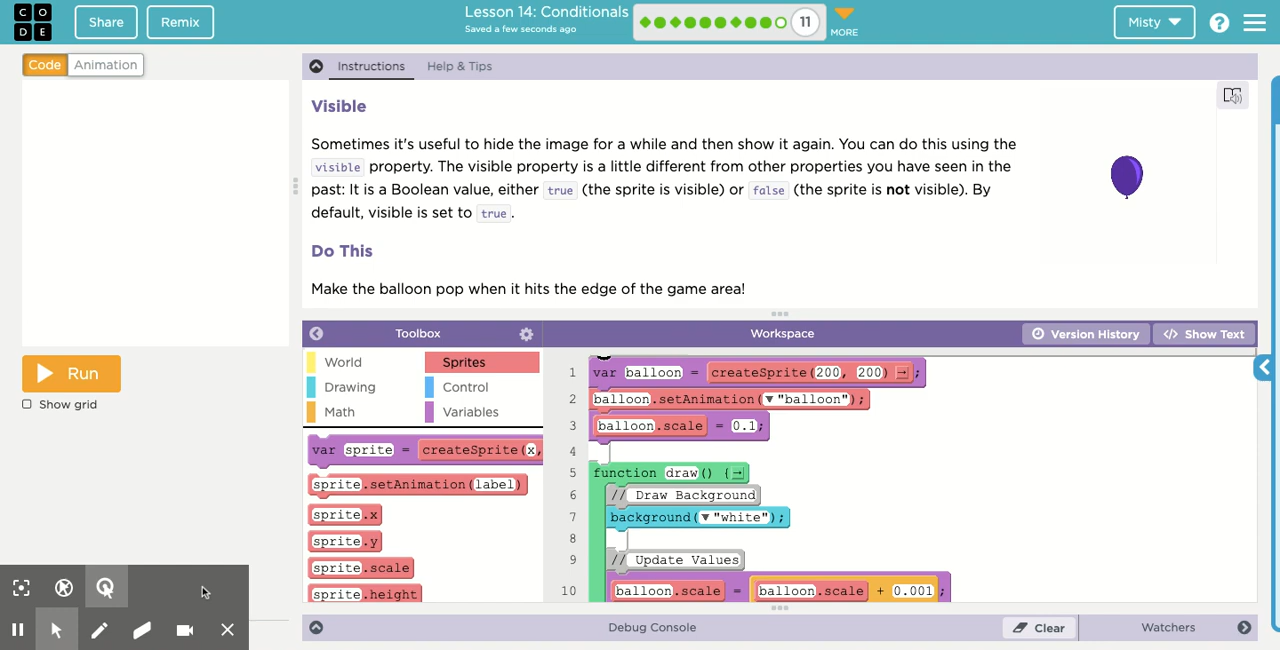 C O
D E
Share
Remix
Lesson 14: Conditionals
Saved a few seconds ago
11
MORE
Misty
?
Code
Animation
Instructions
Help & Tips
Visible
Sometimes it's useful to hide the image for a while and then show it again. You can do this using the
visible property. The visible property is a little different from other properties you have seen in the
past: It is a Boolean value, either true (the sprite is visible) or false (the sprite is not visible). By
default, visible is set to true.
Do This
Make the balloon pop when it hits the edge of the game area!
Run
Show grid
Toolbox
Workspace
Version History
</> Show Text
World
Sprites
Drawing
Control
Math
Variables
var sprite = createSprite(x,
sprite.setAnimation(label)
sprite.x
sprite.y
sprite.scale
sprite.height
1 var balloon = createSprite(200, 200);
2 balloon.setAnimation("balloon");
3 balloon.scale = 0.1;
4
5 function draw() {
6 // Draw Background
7 background("white");
8
9 // Update Values
10 balloon.scale = balloon.scale + 0.001;
Debug Console
Clear
Watchers